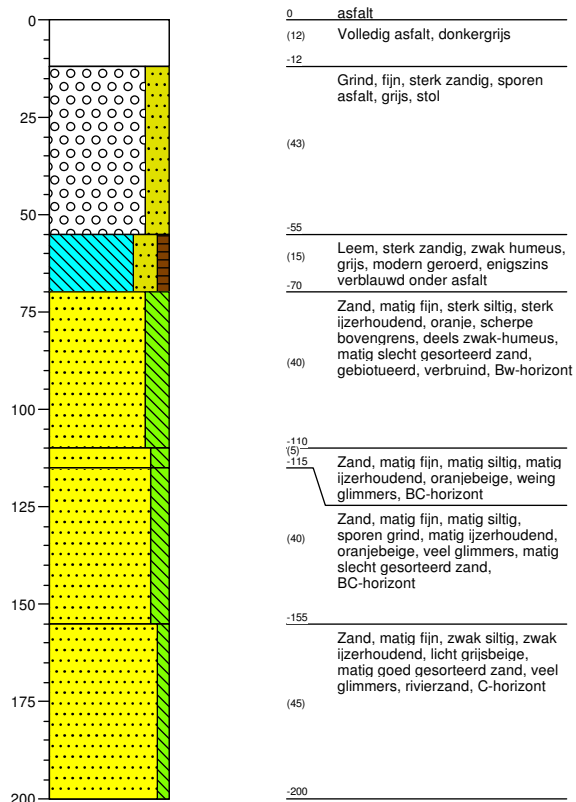 0
25
50
75
100
125
150
175
200
0 asfalt
(12) Volledig asfalt, donkergrijs
-12
Grind, fijn, sterk zandig, sporen
asfalt, grijs, stol
(43)
-55
Leem, sterk zandig, zwak humeus,
(15) grijs, modern geroerd, enigszins
verblauwd onder asfalt
-70
Zand, matig fijn, sterk siltig, sterk
ijzerhoudend, oranje, scherpe
bovengrens, deels zwak-humeus,
matig slecht gesorteerd zand,
(40) gebiotueerd, verbruind, Bw-horizont
-110
(5)
-115 Zand, matig fijn, matig siltig, matig
ijzerhoudend, oranjebeige, weing
glimmers, BC-horizont
Zand, matig fijn, matig siltig,
sporen grind, matig ijzerhoudend,
(40) oranjebeige, veel glimmers, matig
slecht gesorteerd zand,
BC-horizont
-155
Zand, matig fijn, zwak siltig, zwak
ijzerhoudend, licht grijsbeige,
matig goed gesorteerd zand, veel
glimmers, rivierzand, C-horizont
(45)
-200